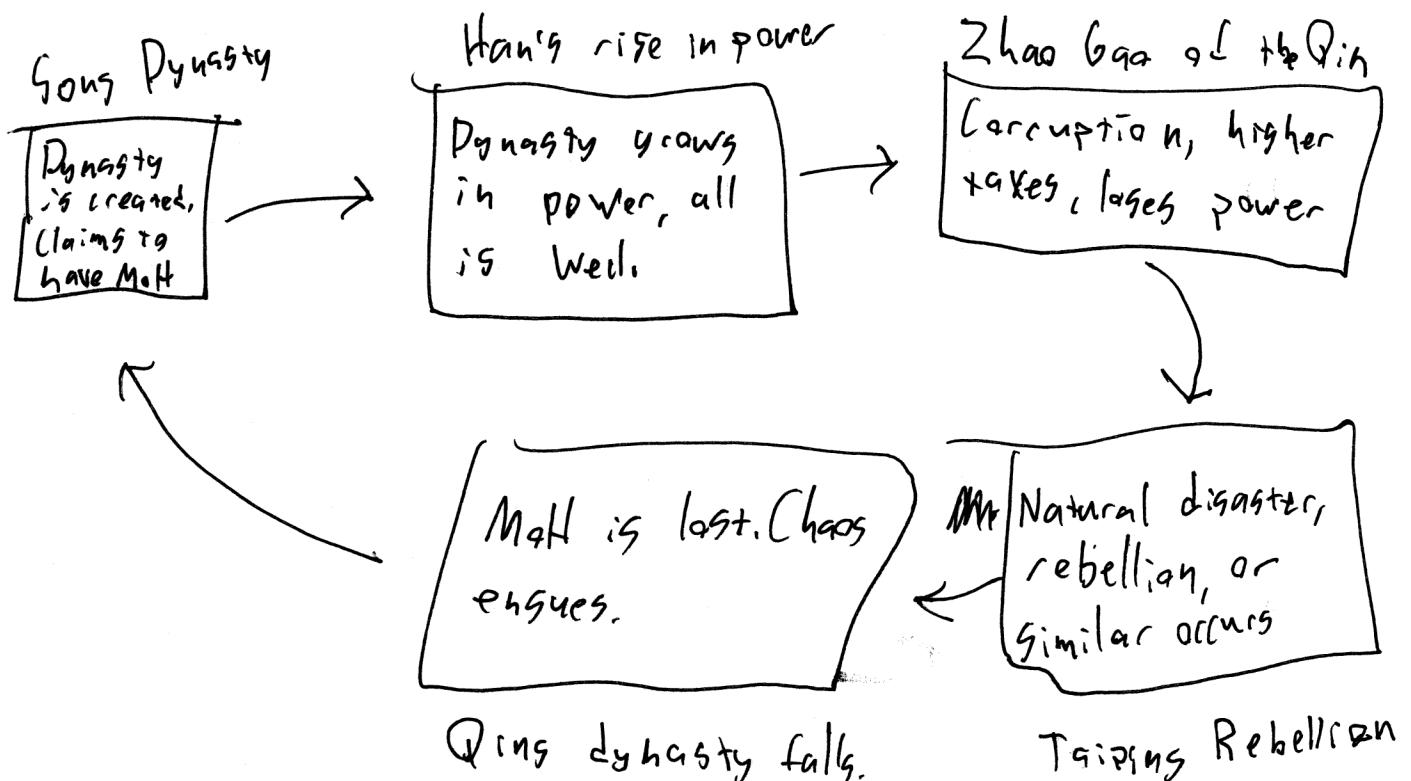 Song Dynasty
Dynasty
is created,
Claims to
have MoH
Han's rise in power
Dynasty grows
in power, all
is well.
Zhao Gao of the Qin
Corruption, higher
taxes, loses power
Natural disaster,
rebellion, or
similar occurs
Taiping Rebellion
MoH is lost. Chaos
ensues.
Qing dynasty falls.